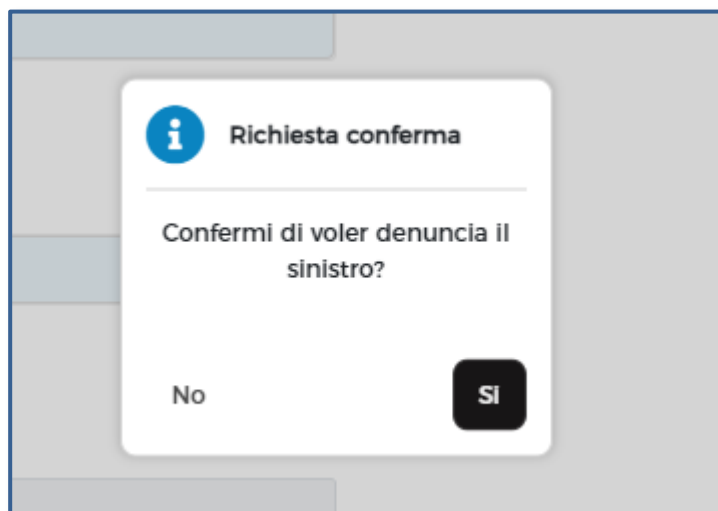 Richiesta conferma
Confermi di voler denuncia il
sinistro?
No
Si